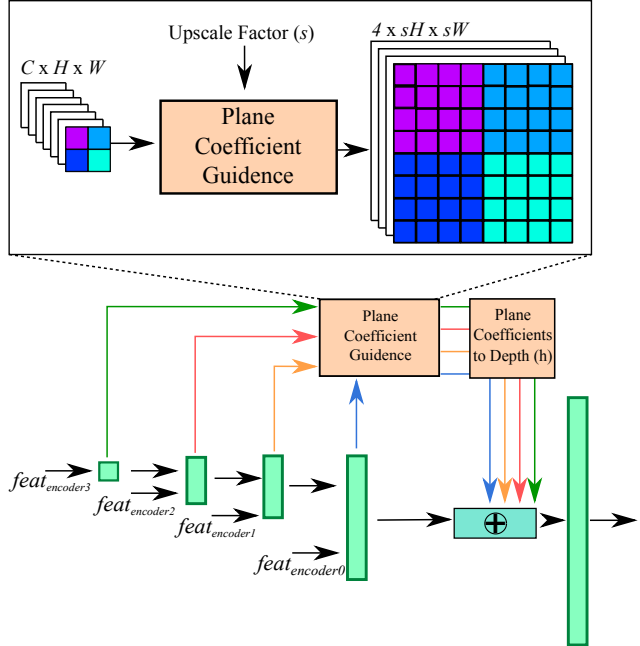 Upscale Factor (s)
4 x sH x sW
C x H x W
Plane
Coefficient
Guidence
Plane
Coefficient
Guidence
Plane
Coefficients
to Depth (h)
feat_encoder3
feat_encoder2
feat_encoder1
feat_encoder0